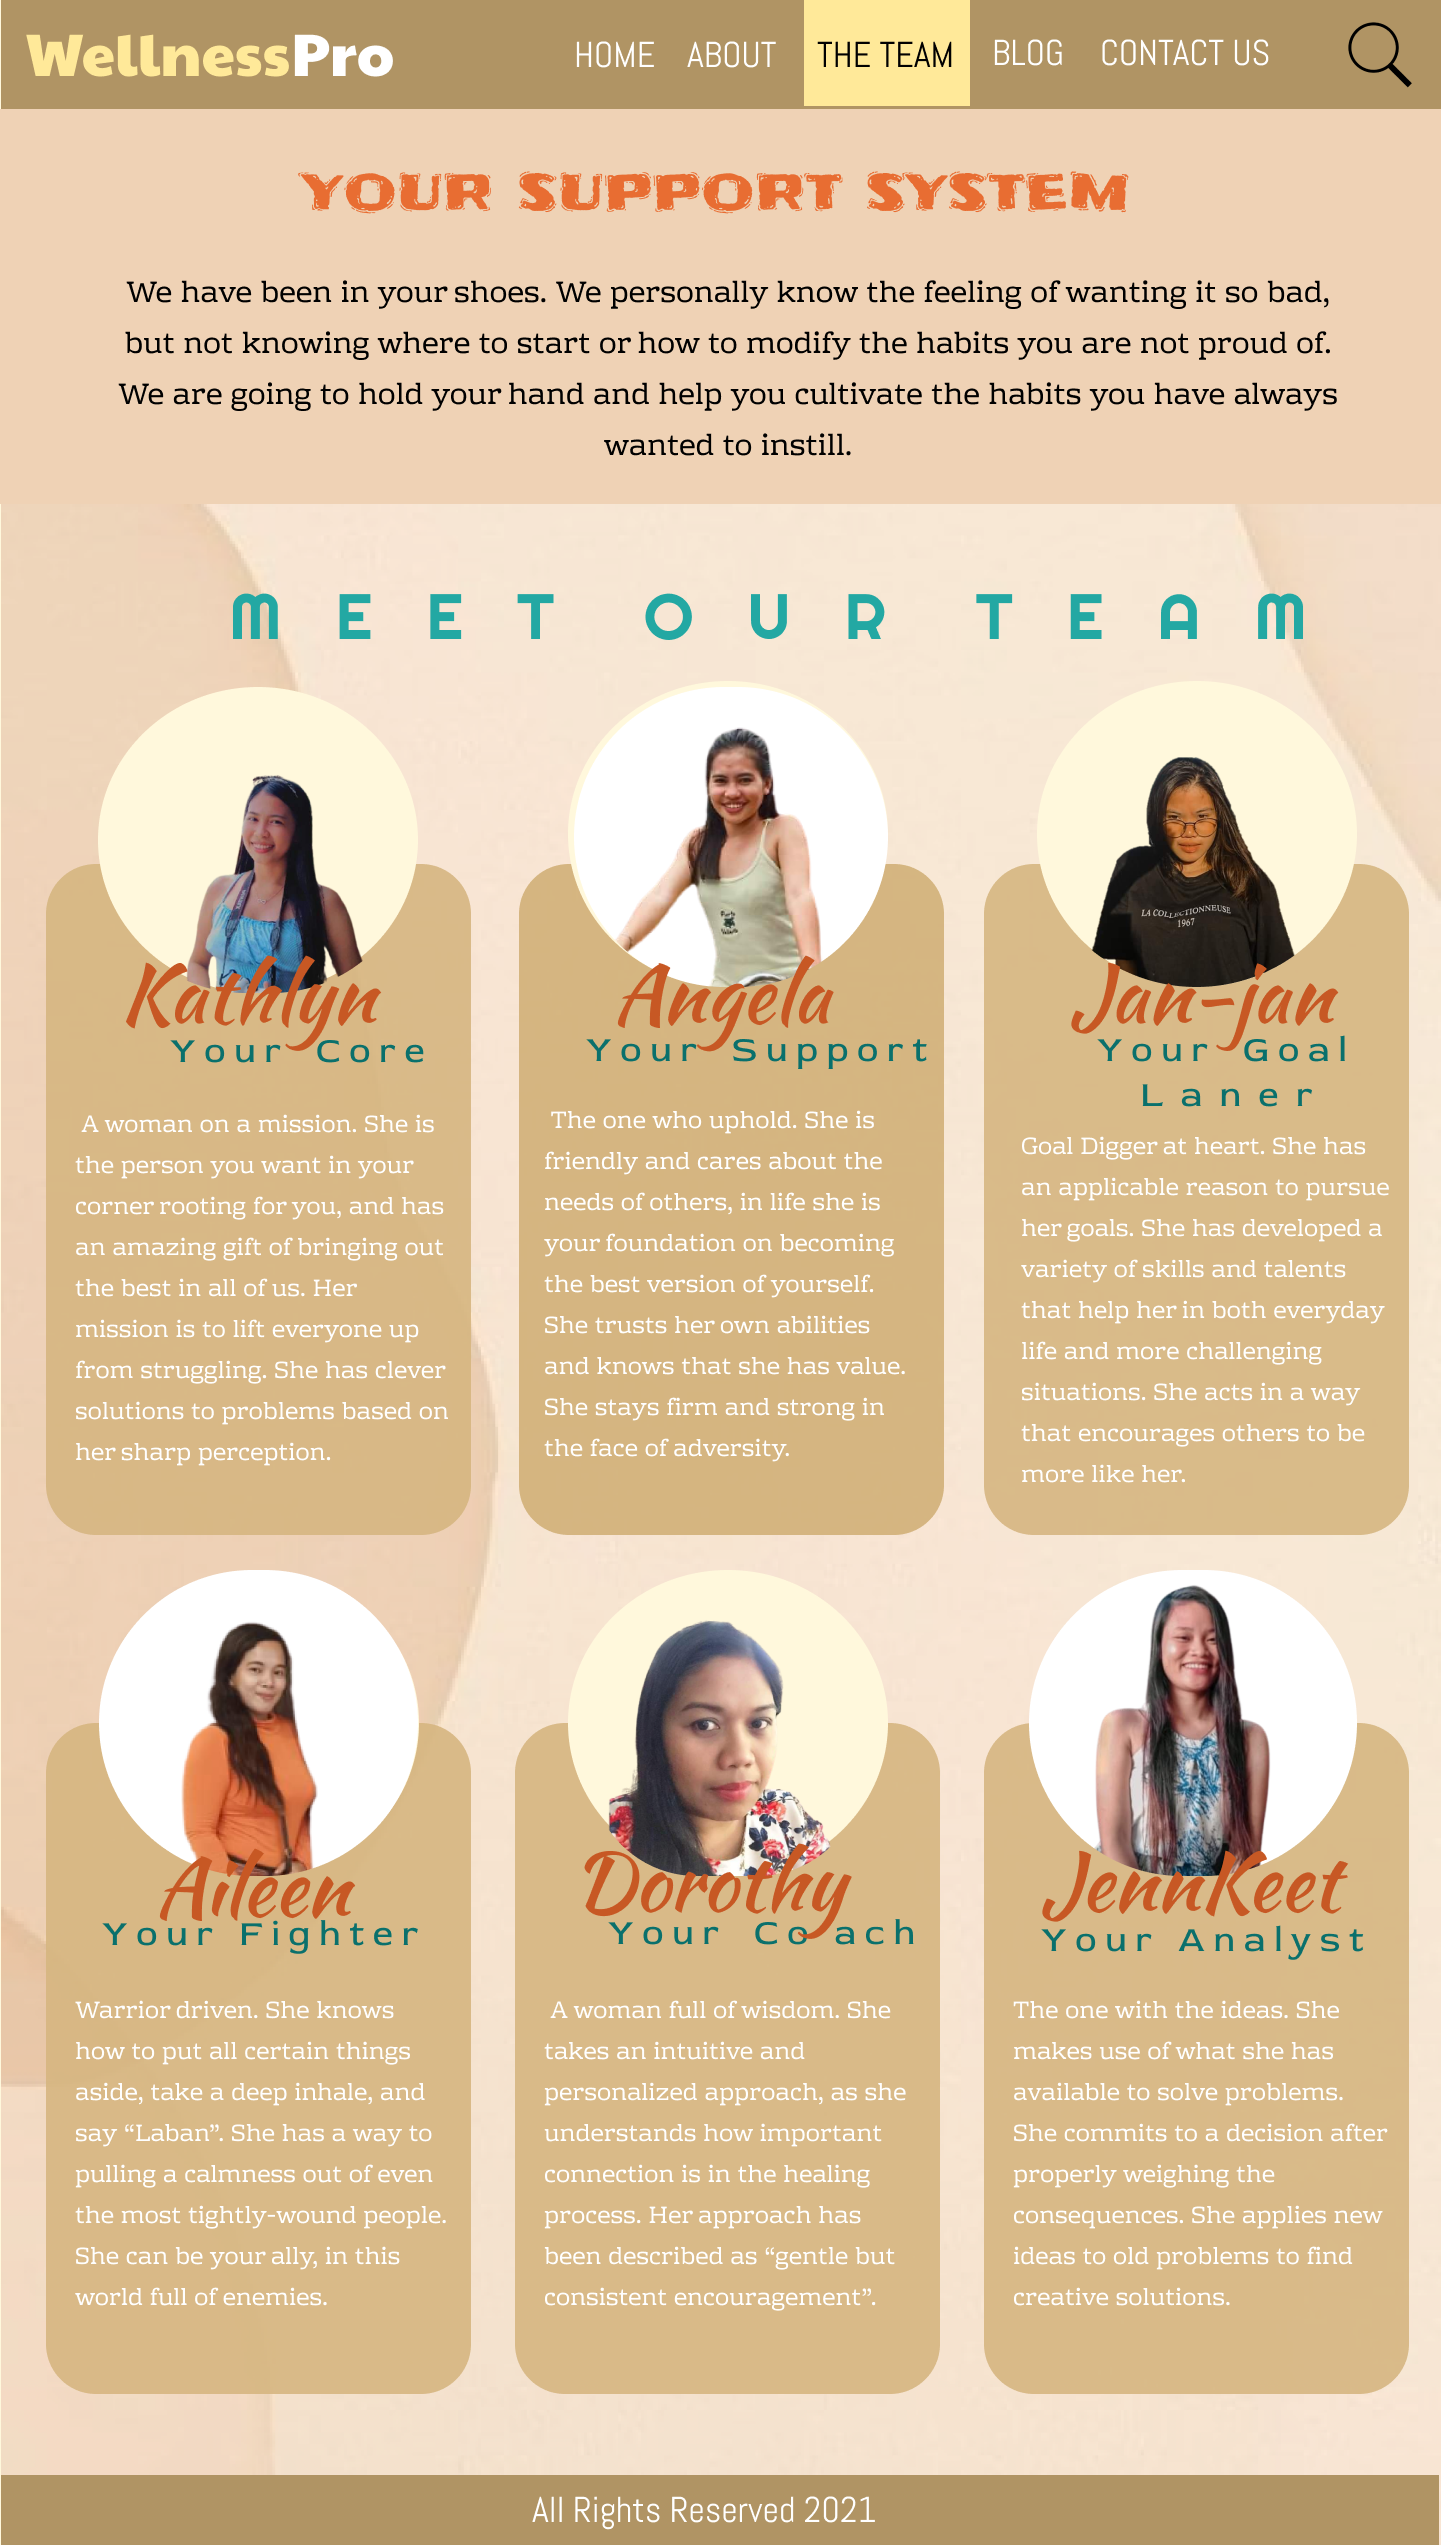 WellnessPro
HOME ABOUT THE TEAM BLOG CONTACT US
YOUR SUPPORT SYSTEM
We have been in your shoes. We personally know the feeling of wanting it so bad,
but not knowing where to start or how to modify the habits you are not proud of.
We are going to hold your hand and help you cultivate the habits you have always
wanted to instill.
MEET OUR TEAM
Kathlyn
Your Core
A woman on a mission. She is
the person you want in your
corner rooting for you, and has
an amazing gift of bringing out
the best in all of us. Her
mission is to lift everyone up
from struggling. She has clever
solutions to problems based on
her sharp perception.
Angela
Your Support
The one who uphold. She is
friendly and cares about the
needs of others, in life she is
your foundation on becoming
the best version of yourself.
She trusts her own abilities
and knows that she has value.
She stays firm and strong in
the face of adversity.
LA COLLECTIONNEUSE
1967
Jan-jan
Your Goal
Laner
Goal Digger at heart. She has
an applicable reason to pursue
her goals. She has developed a
variety of skills and talents
that help her in both everyday
life and more challenging
situations. She acts in a way
that encourages others to be
more like her.
Aileen
Your Fighter
Warrior driven. She knows
how to put all certain things
aside, take a deep inhale, and
say “Laban”. She has a way to
pulling a calmness out of even
the most tightly-wound people.
She can be your ally, in this
world full of enemies.
Dorothy
Your Coach
A woman full of wisdom. She
takes an intuitive and
personalized approach, as she
understands how important
connection is in the healing
process. Her approach has
been described as “gentle but
consistent encouragement”.
JennKeet
Your Analyst
The one with the ideas. She
makes use of what she has
available to solve problems.
She commits to a decision after
properly weighing the
consequences. She applies new
ideas to old problems to find
creative solutions.
All Rights Reserved 2021